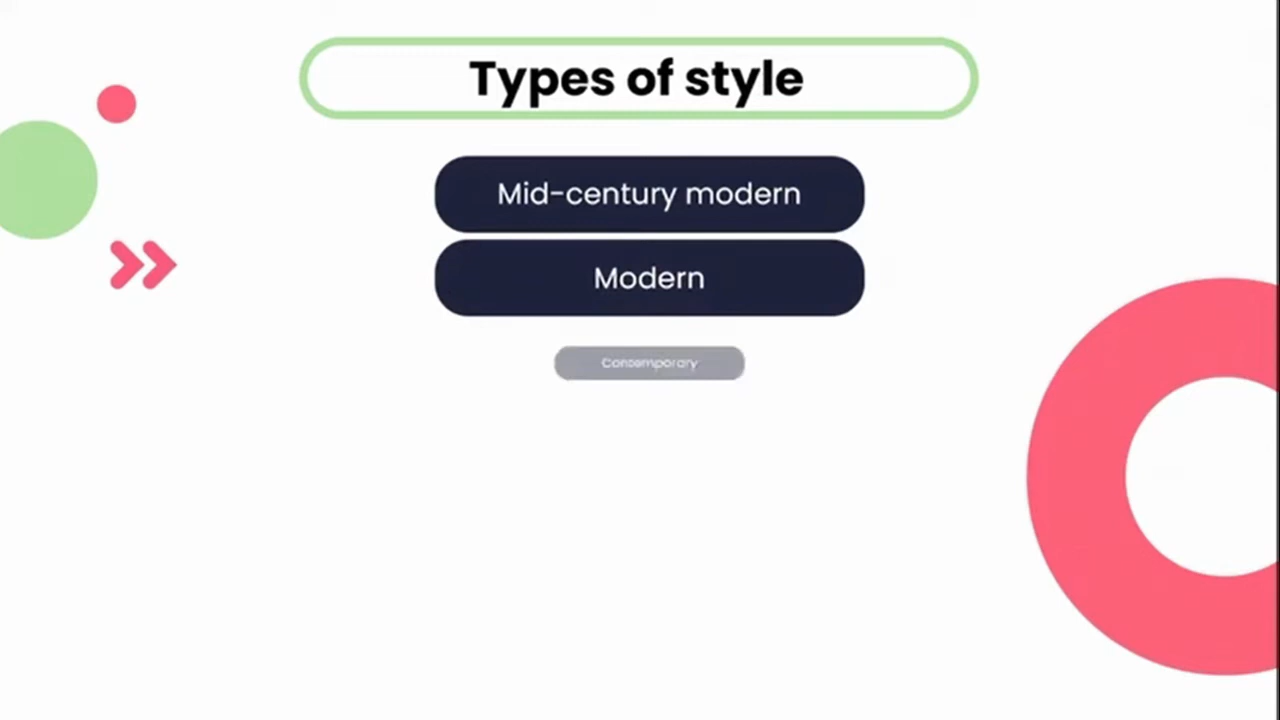 Types of style
Mid-century modern
Modern
Contemporary